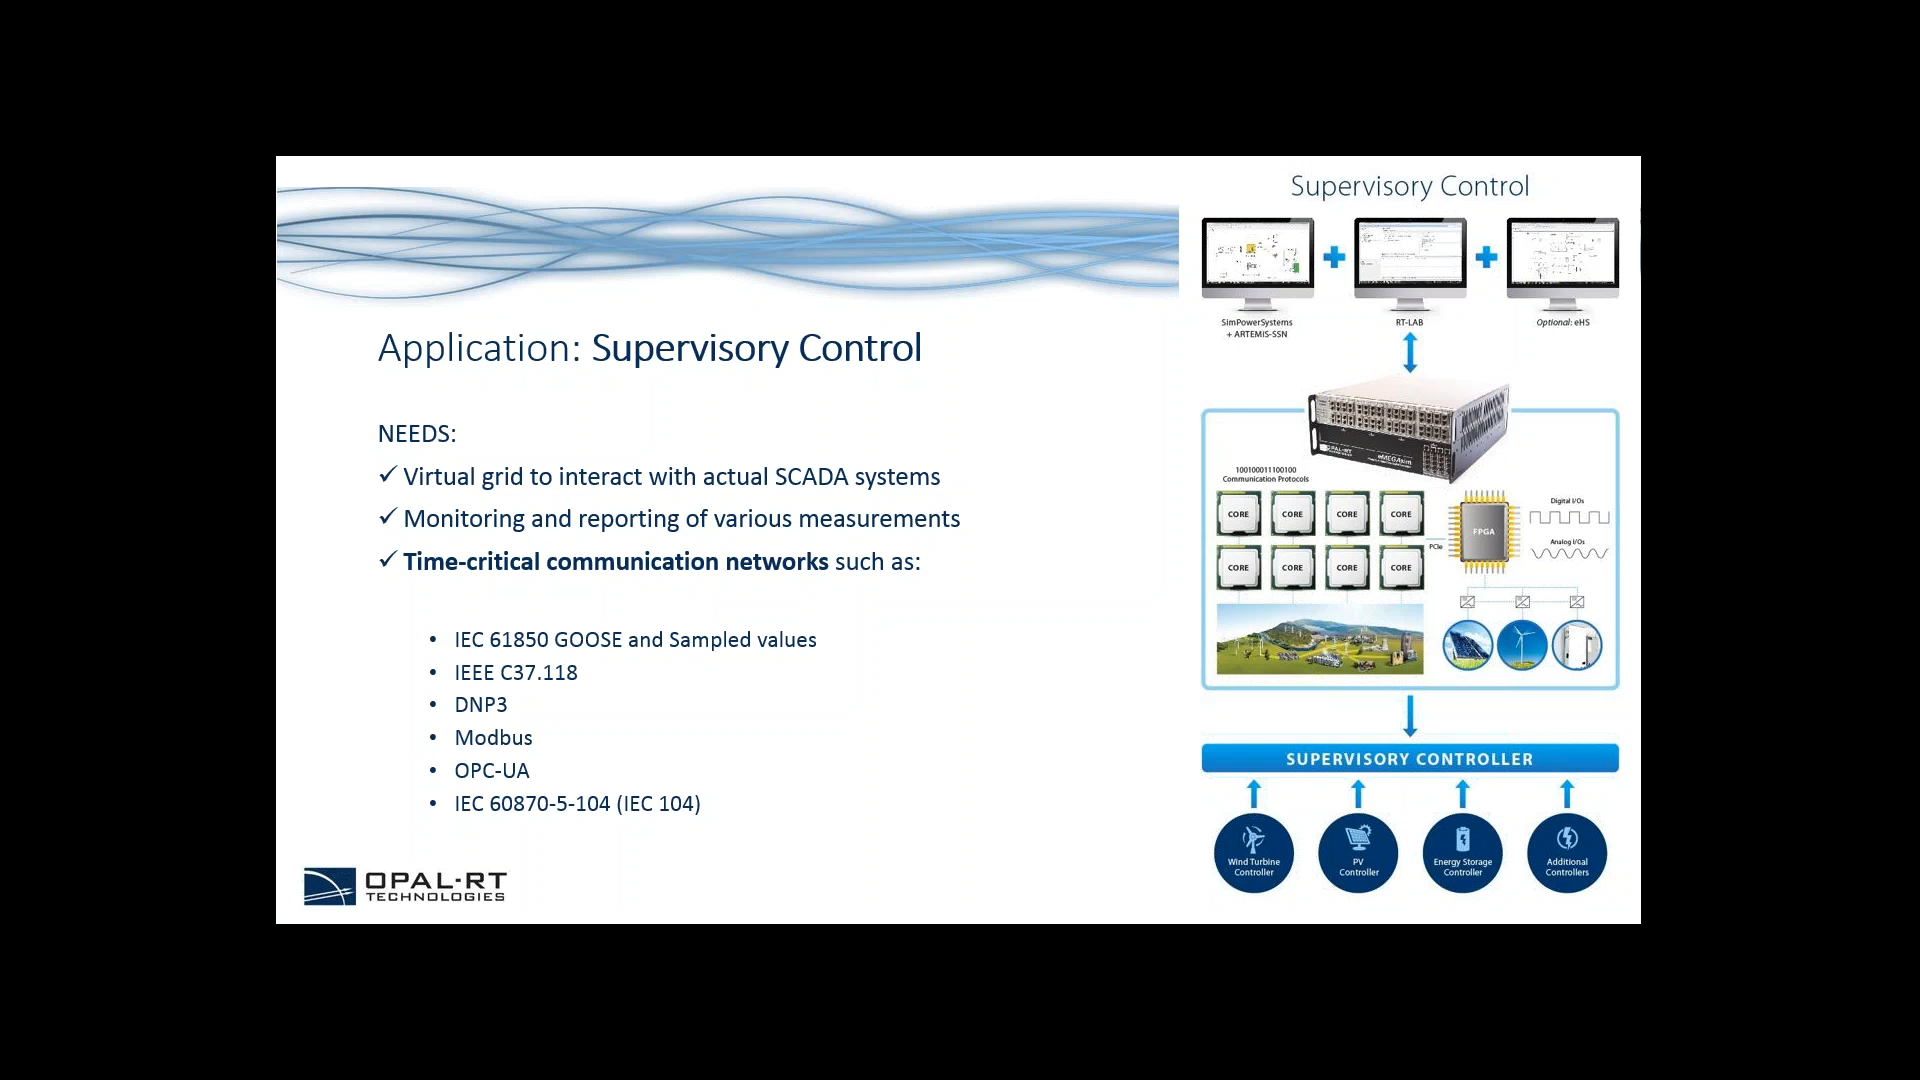 Application: Supervisory Control
NEEDS:
✓ Virtual grid to interact with actual SCADA systems
✓ Monitoring and reporting of various measurements
✓ Time-critical communication networks such as:
• IEC 61850 GOOSE and Sampled values
• IEEE C37.118
• DNP3
• Modbus
• OPC-UA
• IEC 60870-5-104 (IEC 104)
OPAL-RT
TECHNOLOGIES
Supervisory Control
SimPowerSystems
+ ARTEMIS-SSN
RT-LAB
Optional: eHS
OPAL-RT
eMEGAsim
100100011100100
Communication Protocols
CORE CORE CORE CORE
CORE CORE CORE CORE
PCIe
FPGA
Digital I/Os
Analog I/Os
SUPERVISORY CONTROLLER
Wind Turbine
Controller
PV
Controller
Energy Storage
Controller
Additional
Controllers